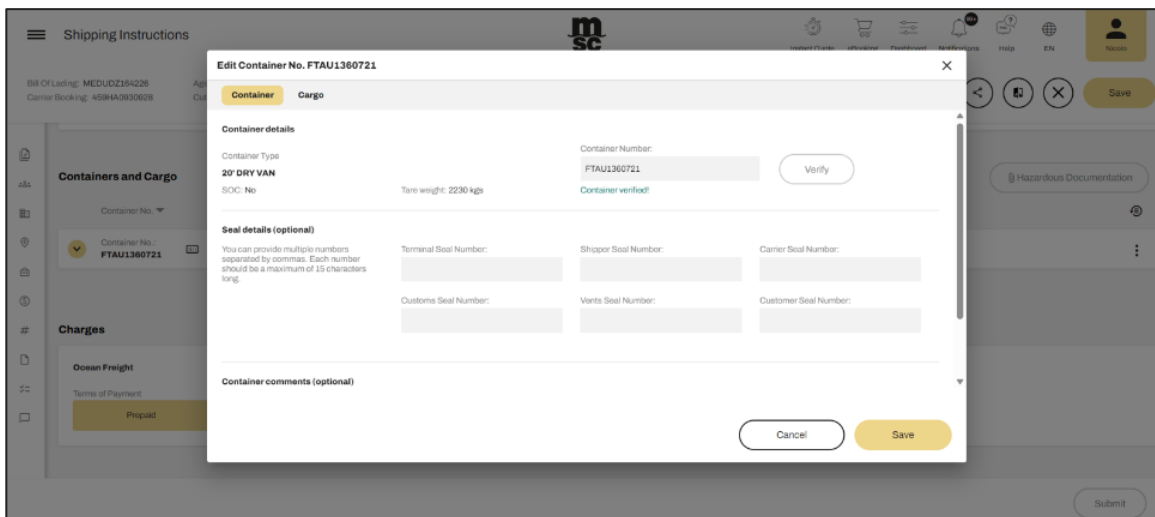 Shipping Instructions
m
sc
Instant Quote
eBooking
Dashboard
99+
Notifications
Help
EN
Nicolo
Edit Container No. FTAU1360721
Bill Of Lading: MEDUDZ164226
Carrier Booking: 459HA0930928
Save
Container
Cargo
Container details
Container Type
20' DRY VAN
SOC: No
Tare weight: 2230 kgs
Container Number:
FTAU1360721
Container verified!
Verify
Containers and Cargo
Hazardous Documentation
Container No.
Container No.:
FTAU1360721
Seal details (optional)
You can provide multiple numbers
separated by commas. Each number
should be a maximum of 15 characters
long.
Terminal Seal Number:
Shipper Seal Number:
Carrier Seal Number:
Customs Seal Number:
Vents Seal Number:
Customer Seal Number:
Charges
Ocean Freight
Terms of Payment
Prepaid
Container comments (optional)
Cancel
Save
Submit